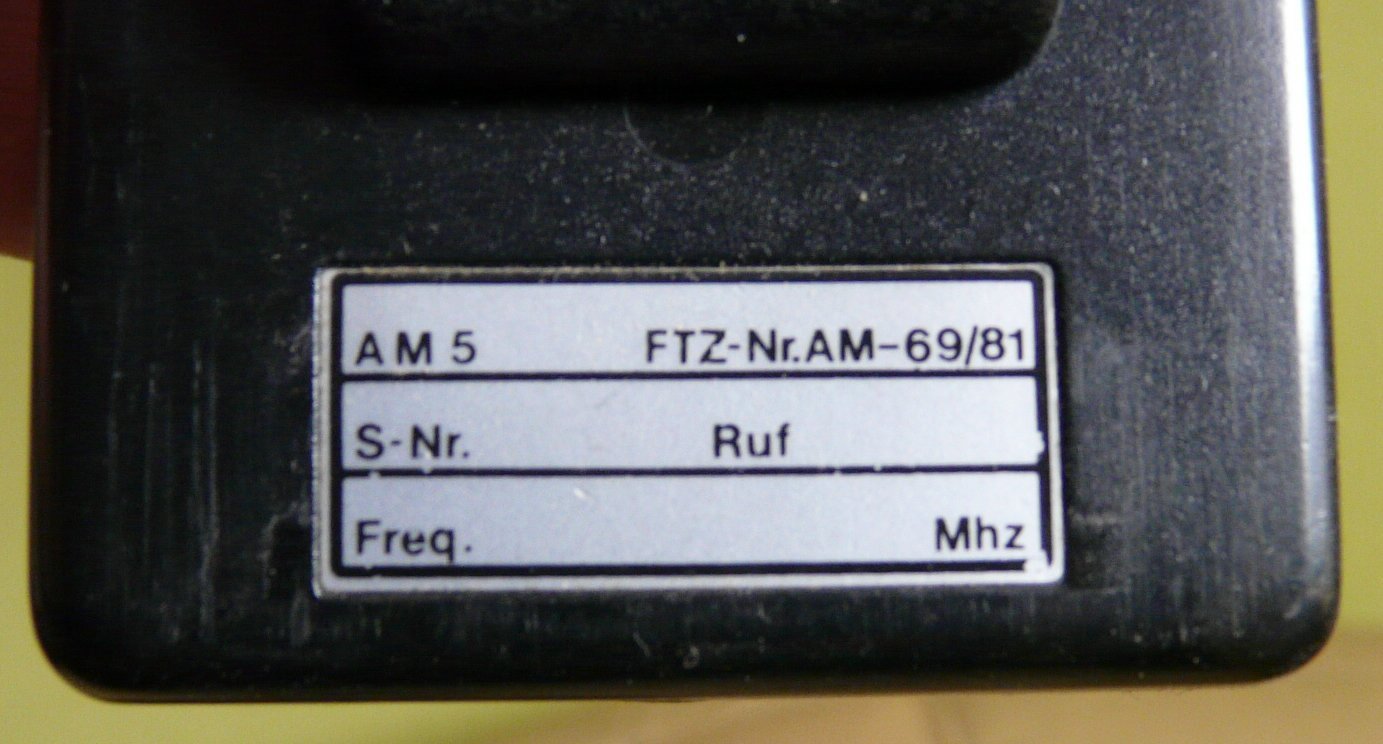 AM 5 FTZ-Nr.AM-69/81
S-Nr. Ruf
Freq. Mhz